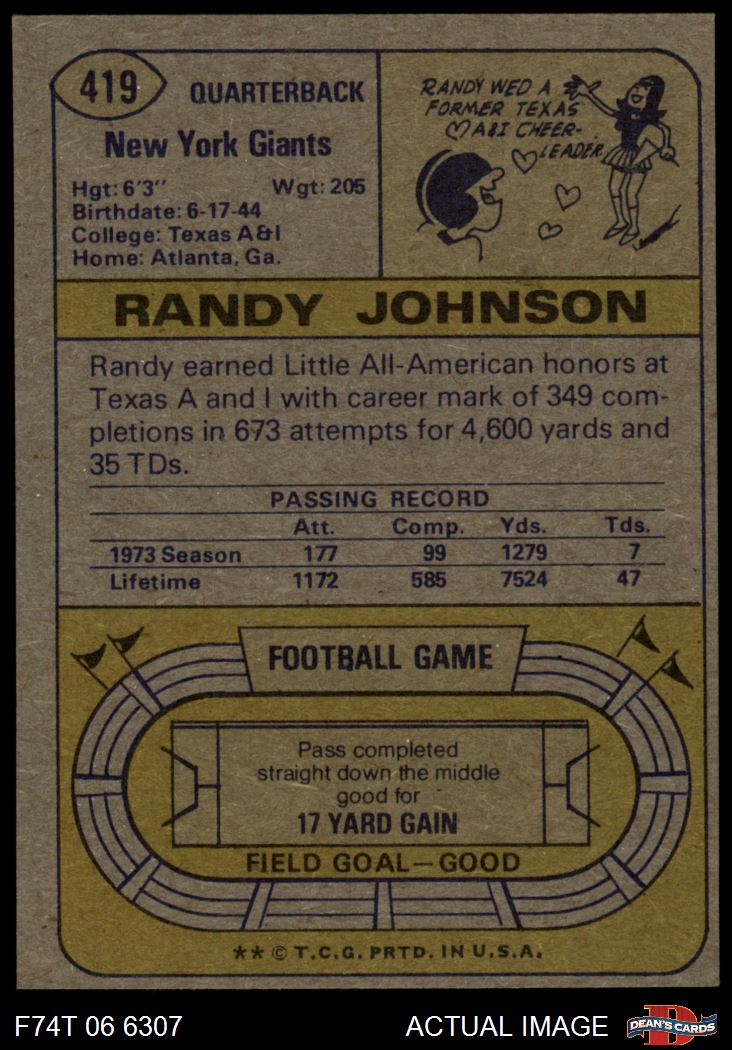 419
QUARTERBACK
New York Giants
Hgt: 6'3" Wgt: 205
Birthdate: 6-17-44
College: Texas A&I
Home: Atlanta, Ga.
RANDY WED A
FORMER TEXAS
A&I CHEER-
LEADER
RANDY JOHNSON
Randy earned Little All-American honors at
Texas A and I with career mark of 349 com-
pletions in 673 attempts for 4,600 yards and
35 TDs.
PASSING RECORD
Att. Comp. Yds. Tds.
1973 Season 177 99 1279 7
Lifetime 1172 585 7524 47
FOOTBALL GAME
Pass completed
straight down the middle
good for
17 YARD GAIN
FIELD GOAL—GOOD
** © T.C.G. PRTD. IN U.S.A.
F74T 06 6307 ACTUAL IMAGE
D
DEAN'S CARDS